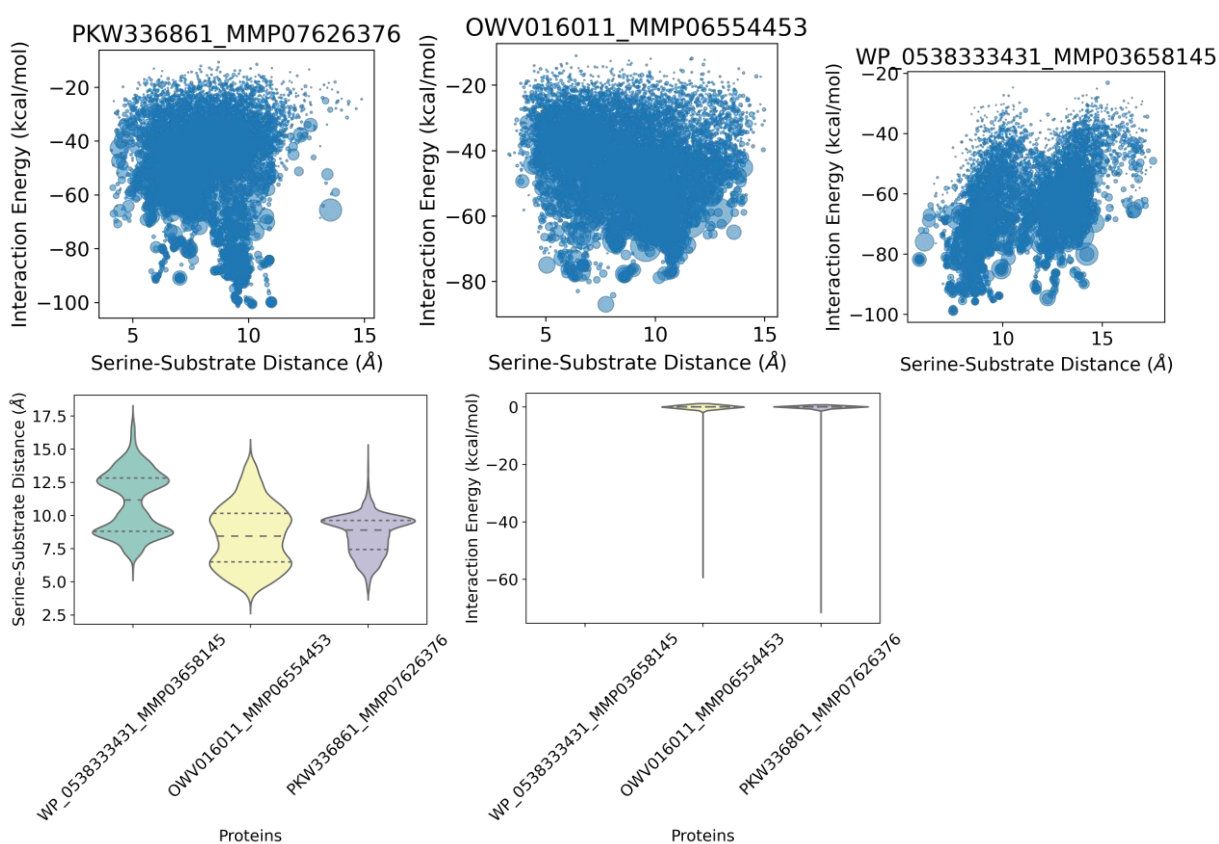 PKW336861_MMP07626376
Interaction Energy (kcal/mol)
−20
−40
−60
−80
−100
5
10
15
Serine-Substrate Distance (Å)
OWV016011_MMP06554453
Interaction Energy (kcal/mol)
−20
−40
−60
−80
5
10
15
Serine-Substrate Distance (Å)
WP_0538333431_MMP03658145
Interaction Energy (kcal/mol)
−20
−40
−60
−80
−100
10
15
Serine-Substrate Distance (Å)
Serine-Substrate Distance (Å)
17.5
15.0
12.5
10.0
7.5
5.0
2.5
WP_0538333431_MMP03658145
OWV016011_MMP06554453
PKW336861_MMP07626376
Proteins
Interaction Energy (kcal/mol)
0
−20
−40
−60
WP_0538333431_MMP03658145
OWV016011_MMP06554453
PKW336861_MMP07626376
Proteins